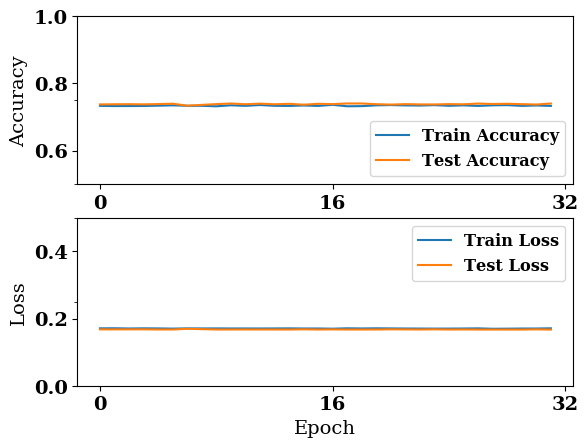 1.0
0.8
0.6
Accuracy
Train Accuracy
Test Accuracy
0 16 32
0.4
0.2
0.0
Loss
Train Loss
Test Loss
0 16 32
Epoch